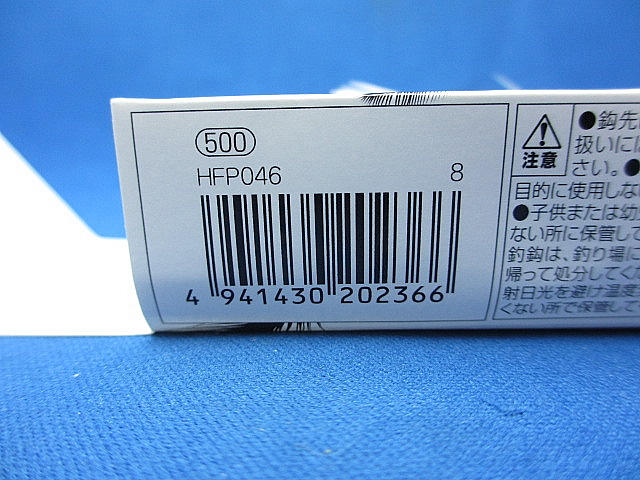 500
HFP046 8
4 941430 202366
注意
●鈎先に
扱いには
さい。●
目的に使用しな
●子供または幼
ない所に保管して
釣鈎は、釣り場に
帰って処分してく
射日光を避け温度
くない所で保管して